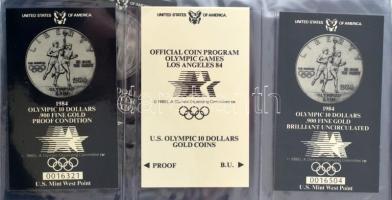 UNITED STATES OF AMERICA.
LIBERTY
1984
OLYMPIC 10 DOLLARS
.900 FINE GOLD
PROOF CONDITION
0016321
U.S. Mint West Point
UNITED STATES OF AMERICA.
OFFICIAL COIN PROGRAM
OLYMPIC GAMES
LOS ANGELES 84
U.S. OLYMPIC 10 DOLLARS
GOLD COINS
◀ PROOF B.U. ▶
UNITED STATES OF AMERICA.
LIBERTY
1984
OLYMPIC 10 DOLLARS
.900 FINE GOLD
BRILLIANT UNCIRCULATED
0016504
U.S. Mint West Point